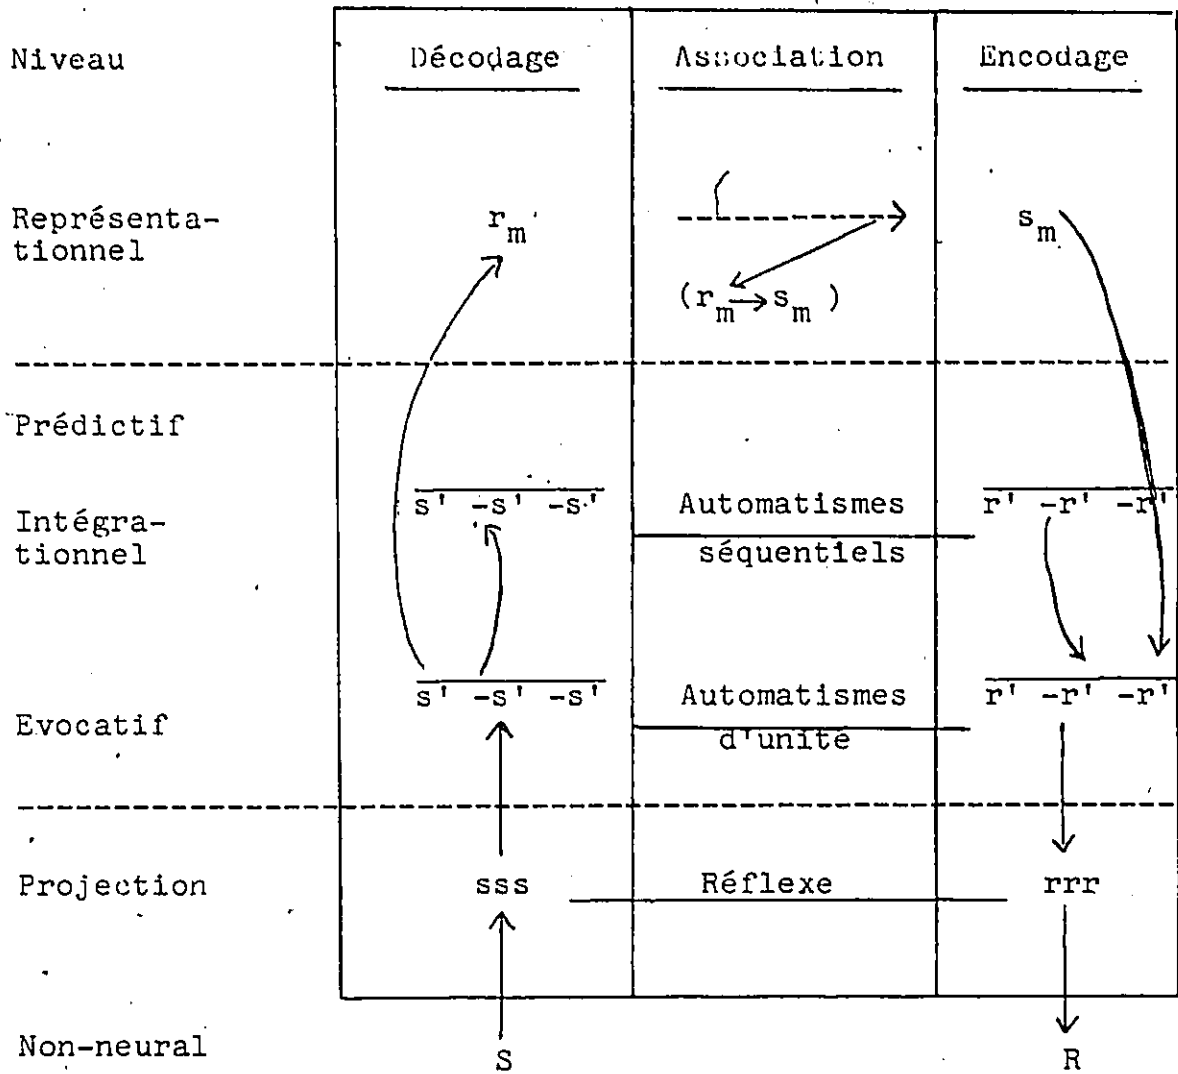 Niveau Décodage Association Encodage
Représenta-
tionnel
r_m s_m
(r_m → s_m)
Prédictif
s' -s' -s' Automatismes r' -r' -r'
Intégra-
tionnel
séquentiels
s' -s' -s' Automatismes r' -r' -r'
Evocatif
d'unité
Projection sss Réflexe rrr
Non-neural S R